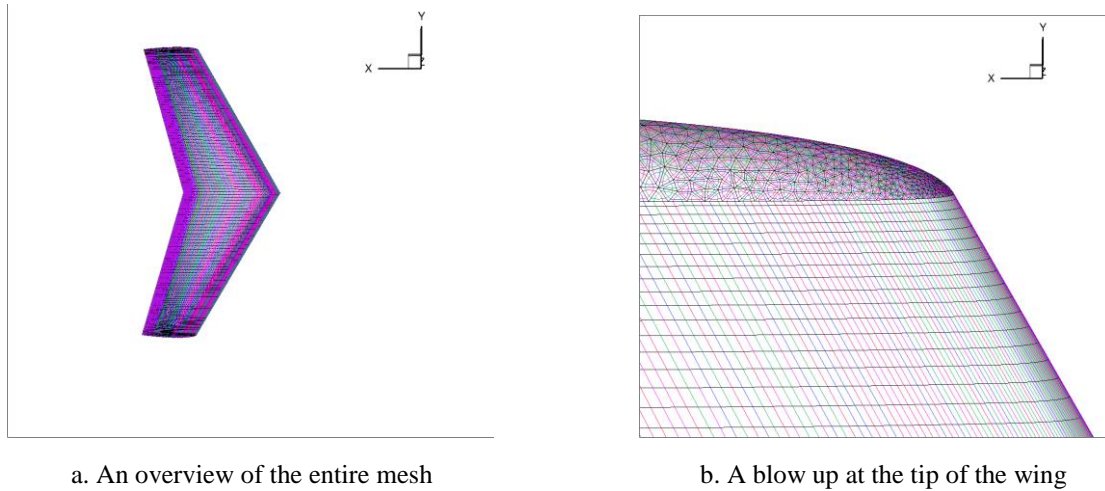 Y
X
Z
Y
X
Z
a. An overview of the entire mesh
b. A blow up at the tip of the wing